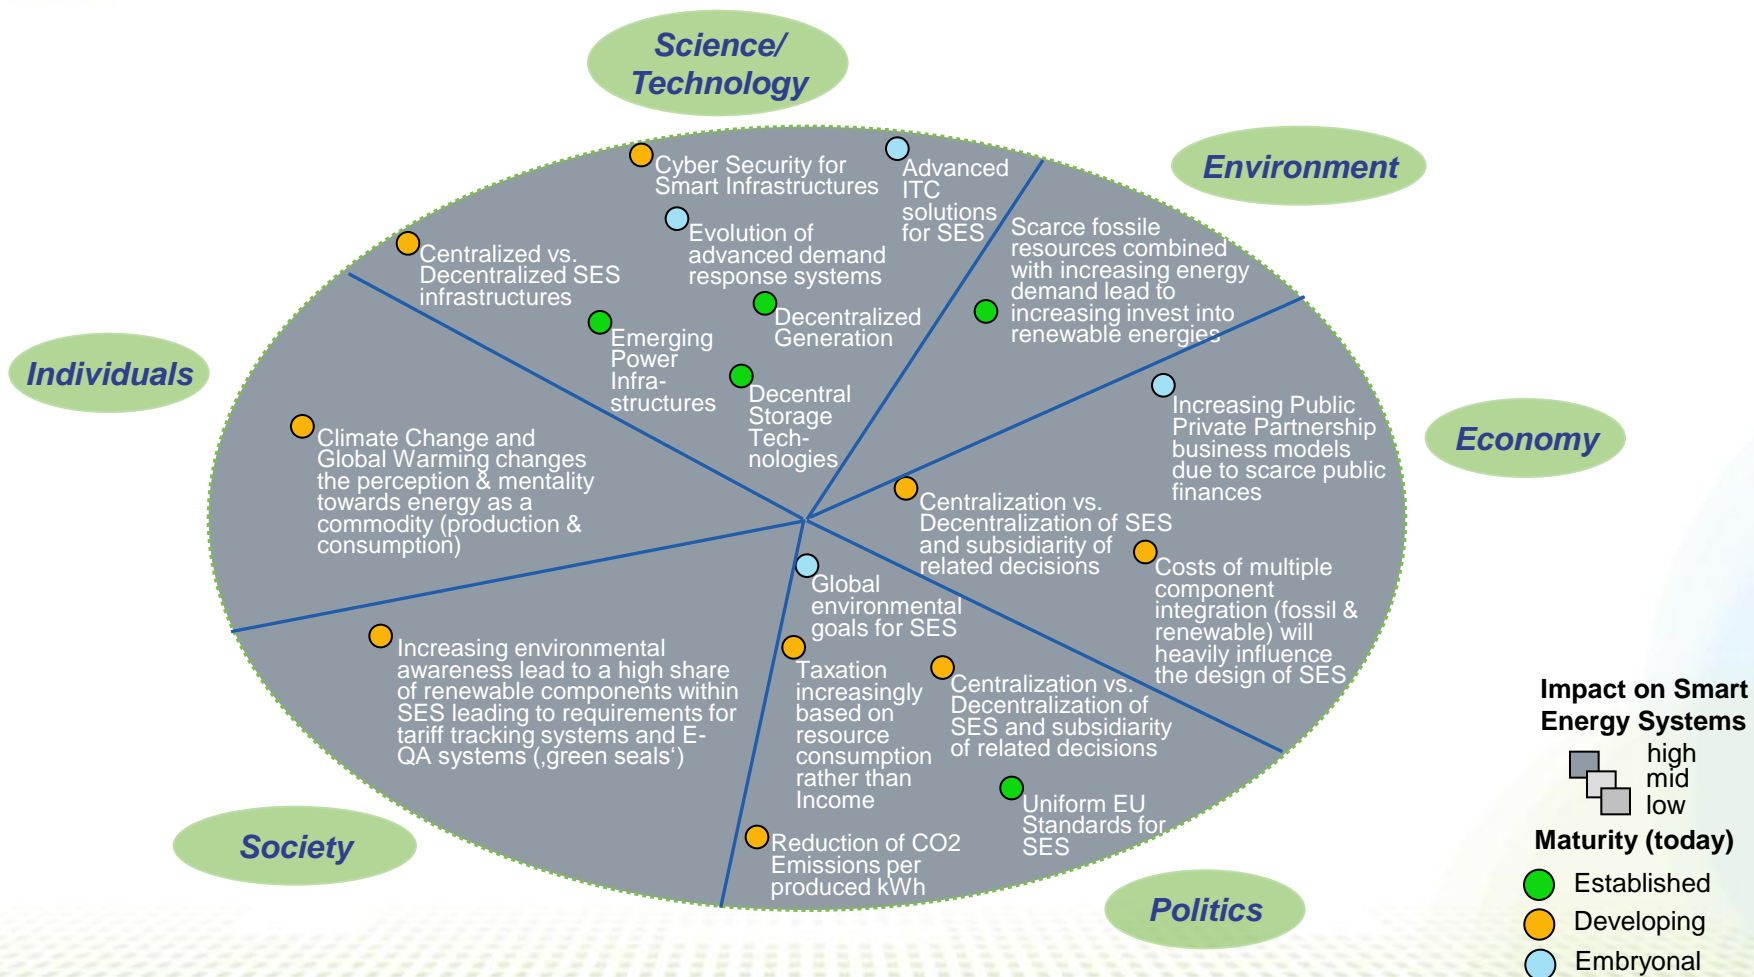 Science/
Technology
Environment
Economy
Politics
Society
Individuals
Cyber Security for
Smart Infrastructures
Advanced
ITC
solutions
for SES
Evolution of
advanced demand
response systems
Centralized vs.
Decentralized SES
infrastructures
Decentralized
Generation
Emerging
Power
Infra-
structures
Decentral
Storage
Tech-
nologies
Scarce fossile
resources combined
with increasing energy
demand lead to
increasing invest into
renewable energies
Increasing Public
Private Partnership
business models
due to scarce public
finances
Centralization vs.
Decentralization of SES
and subsidiarity of
related decisions
Costs of multiple
component
integration (fossil &
renewable) will
heavily influence
the design of SES
Climate Change and
Global Warming changes
the perception & mentality
towards energy as a
commodity (production &
consumption)
Increasing environmental
awareness lead to a high share
of renewable components within
SES leading to requirements for
tariff tracking systems and E-
QA systems (‚green seals‘)
Global
environmental
goals for SES
Taxation
increasingly
based on
resource
consumption
rather than
Income
Centralization vs.
Decentralization of
SES and subsidiarity
of related decisions
Uniform EU
Standards for
SES
Reduction of CO2
Emissions per
produced kWh
Impact on Smart
Energy Systems
high
mid
low
Maturity (today)
Established
Developing
Embryonal